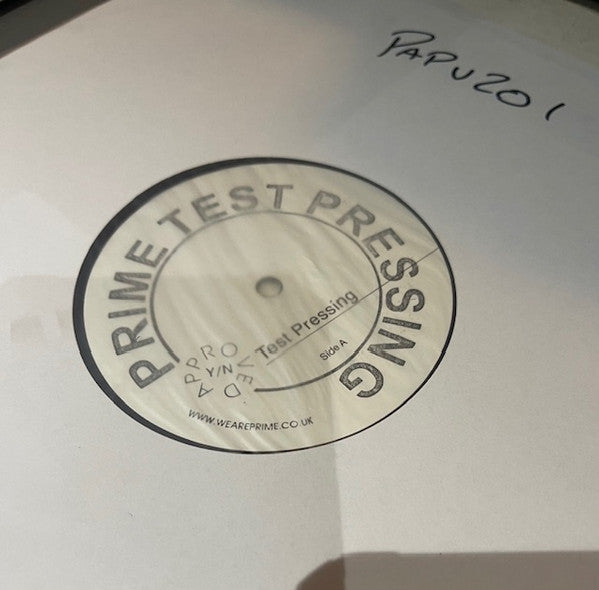 PAPU201
PRIME TEST PRESSING
Test Pressing
Side A
APPROVED
Y/N
WWW.WEAREPRIME.CO.UK